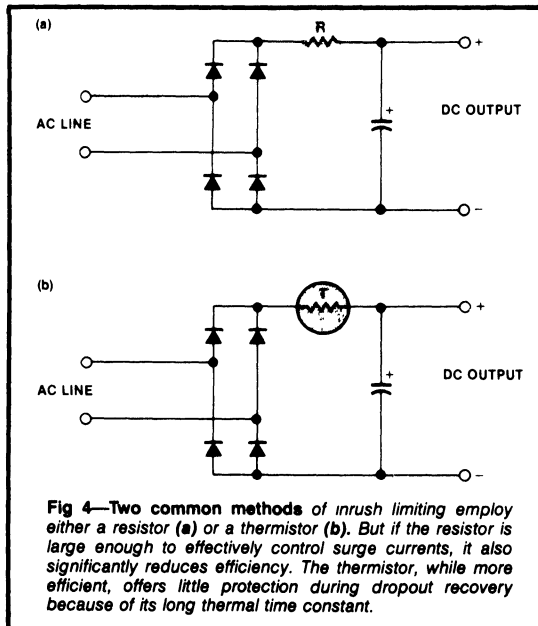 (a)
R
+
AC LINE
+
DC OUTPUT
−
(b)
T
+
AC LINE
+
DC OUTPUT
−
Fig 4—Two common methods of inrush limiting employ
either a resistor (a) or a thermistor (b). But if the resistor is
large enough to effectively control surge currents, it also
significantly reduces efficiency. The thermistor, while more
efficient, offers little protection during dropout recovery
because of its long thermal time constant.